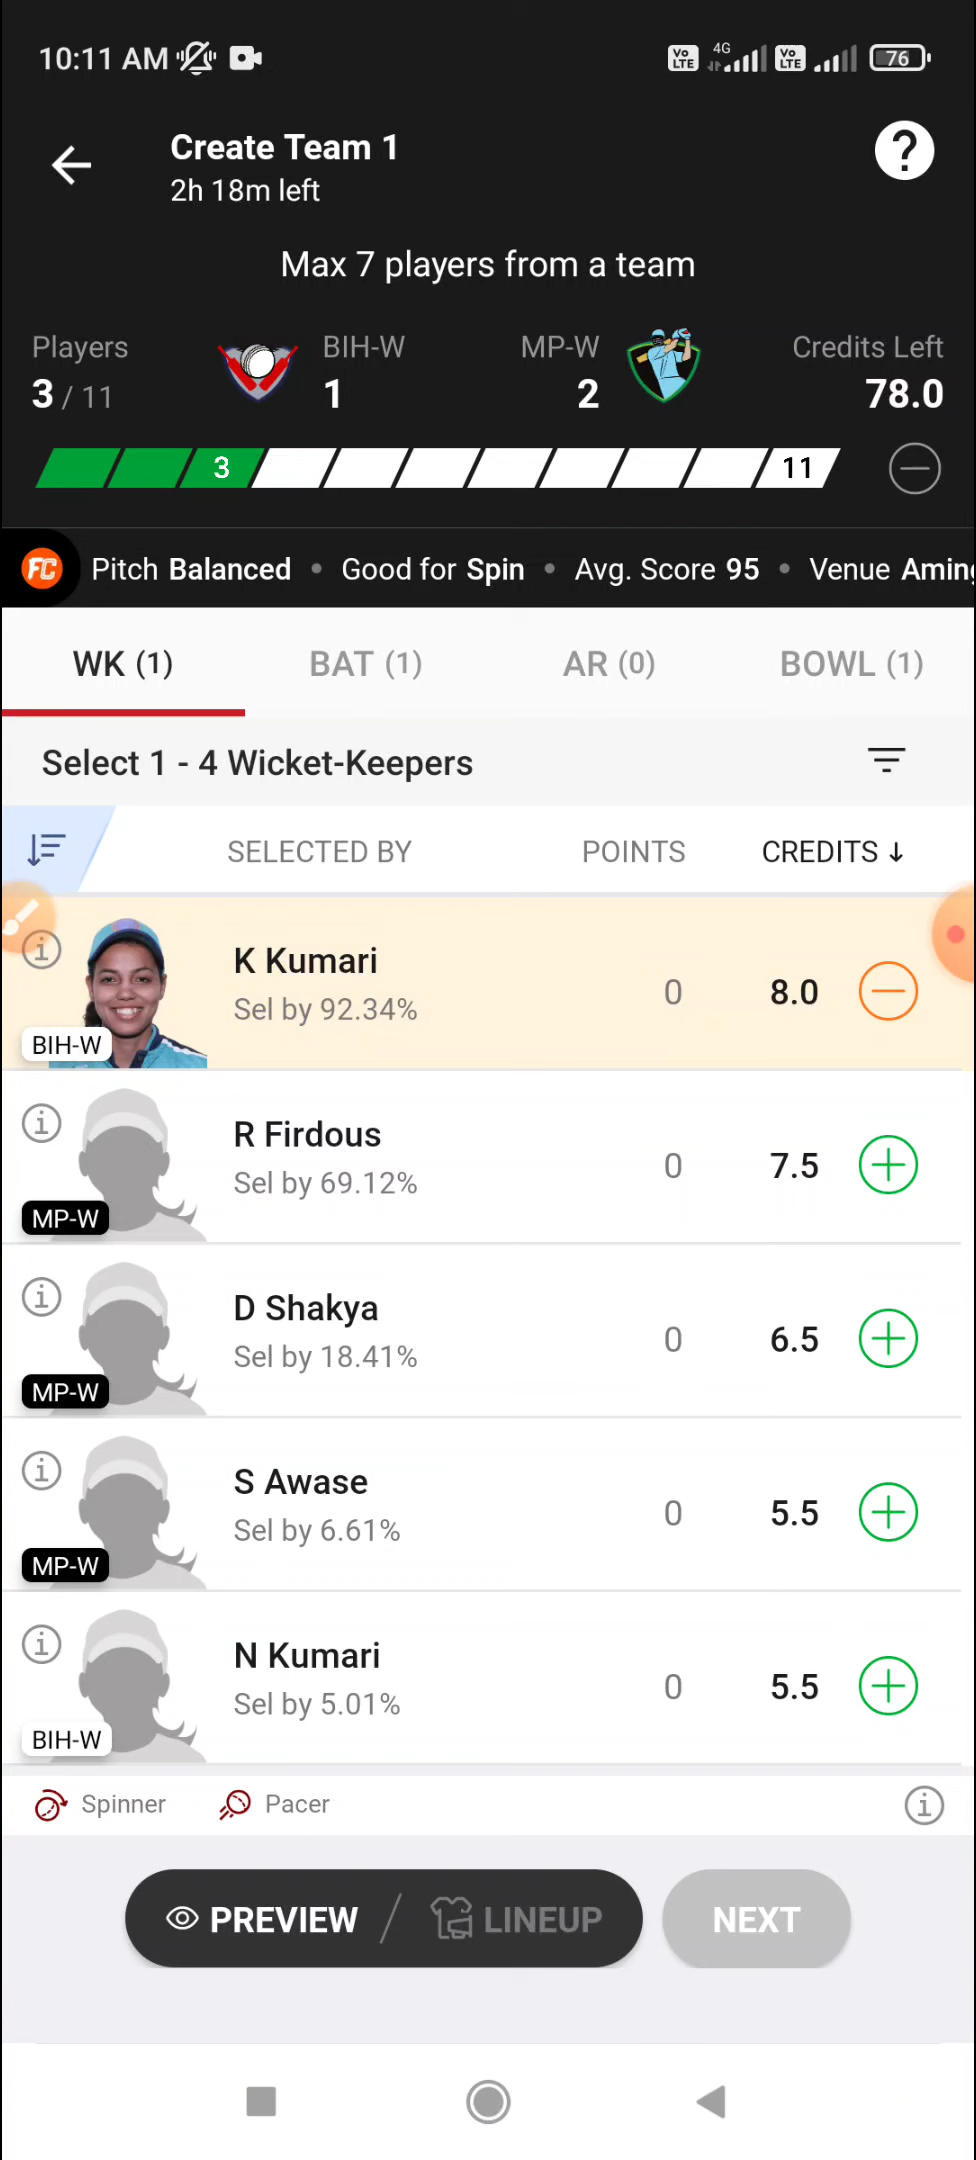 10:11 AM
Vo LTE 4G Vo LTE 76
Create Team 1
2h 18m left
?
Max 7 players from a team
Players BIH-W MP-W Credits Left
3 / 11 1 2 78.0
3 11
FC Pitch Balanced • Good for Spin • Avg. Score 95 • Venue
WK (1) BAT (1) AR (0) BOWL (1)
Select 1 - 4 Wicket-Keepers
SELECTED BY POINTS CREDITS ↓
K Kumari
Sel by 92.34% 0 8.0
BIH-W
R Firdous
Sel by 69.12% 0 7.5
MP-W
D Shakya
Sel by 18.41% 0 6.5
MP-W
S Awase
Sel by 6.61% 0 5.5
MP-W
N Kumari
Sel by 5.01% 0 5.5
BIH-W
Spinner Pacer
PREVIEW / LINEUP NEXT